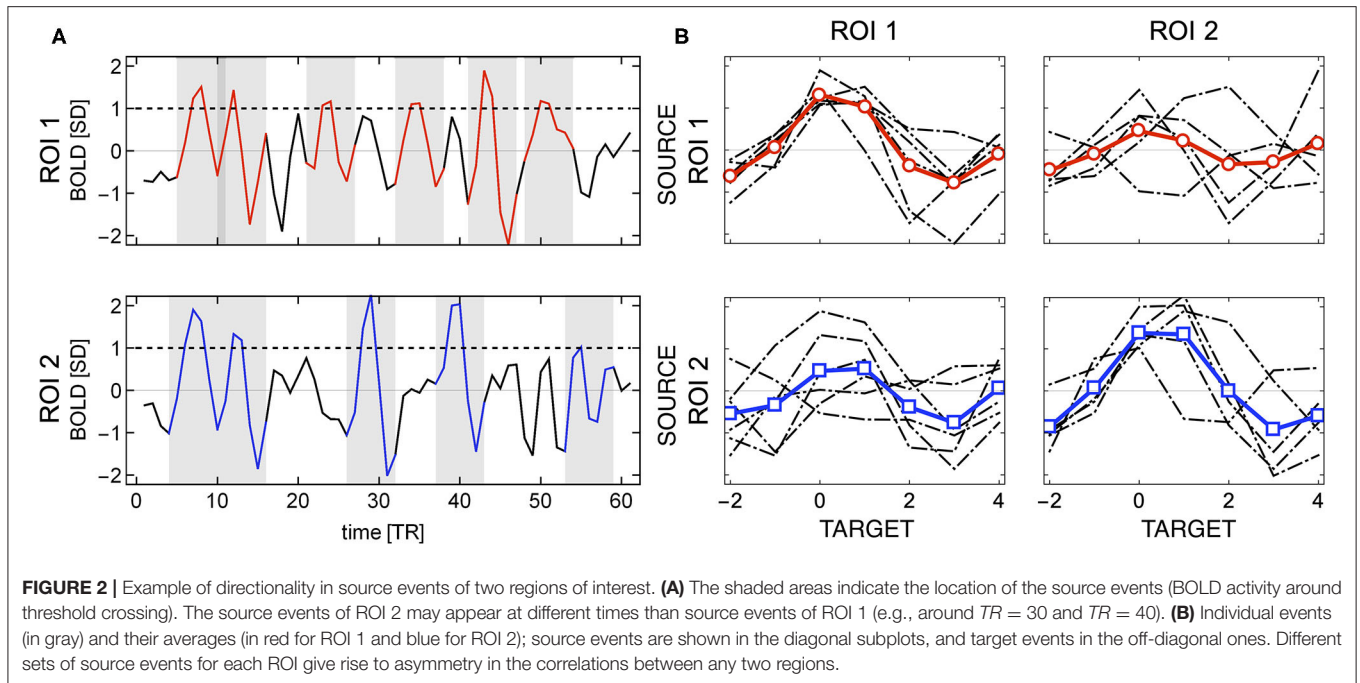 A
ROI 1
BOLD [SD]
2
1
0
−1
−2
ROI 2
BOLD [SD]
2
1
0
−1
−2
0 10 20 30 40 50 60
time [TR]
B
ROI 1 ROI 2
SOURCE
ROI 1
SOURCE
ROI 2
−2 0 2 4 −2 0 2 4
TARGET TARGET
FIGURE 2 | Example of directionality in source events of two regions of interest. (A) The shaded areas indicate the location of the source events (BOLD activity around
threshold crossing). The source events of ROI 2 may appear at different times than source events of ROI 1 (e.g., around TR = 30 and TR = 40). (B) Individual events
(in gray) and their averages (in red for ROI 1 and blue for ROI 2); source events are shown in the diagonal subplots, and target events in the off-diagonal ones. Different
sets of source events for each ROI give rise to asymmetry in the correlations between any two regions.